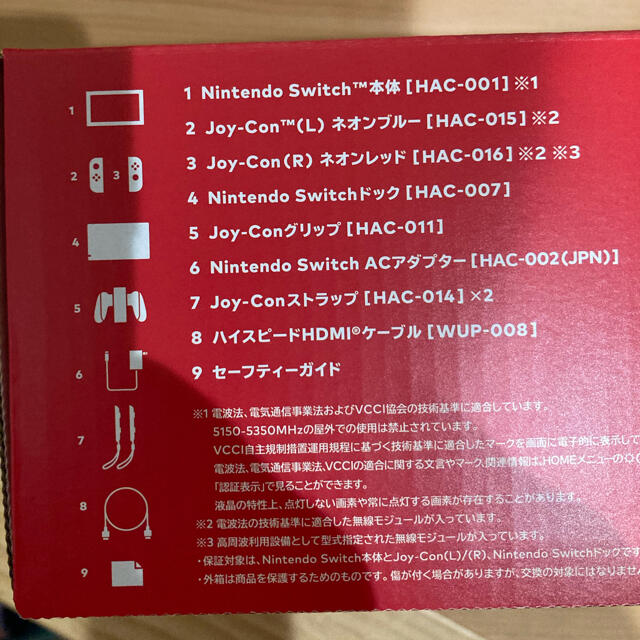 1 Nintendo Switch™本体 [HAC-001] ※1
2 Joy-Con™(L) ネオンブルー [HAC-015] ※2
3 Joy-Con(R) ネオンレッド [HAC-016] ※2 ※3
4 Nintendo Switchドック [HAC-007]
5 Joy-Conグリップ [HAC-011]
6 Nintendo Switch ACアダプター [HAC-002(JPN)]
7 Joy-Conストラップ [HAC-014] ×2
8 ハイスピードHDMI®ケーブル [WUP-008]
9 セーフティーガイド
1
2
3
4
5
6
7
8
9
※1 電波法、電気通信事業法およびVCCI協会の技術基準に適合しています。
5150-5350MHzの屋外での使用は禁止されています。
VCCI自主規制措置運用規程に基づく技術基準に適合したマークを画面に電子的に表示して
電波法、電気通信事業法、VCCIの適合に関する文言やマーク、関連情報は、HOMEメニューの
「認証表示」で見ることができます。
液晶の特性上、点灯しない画素や常に点灯する画素が存在することがあります。
※2 電波法の技術基準に適合した無線モジュールが入っています。
※3 高周波利用設備として型式指定された無線モジュールが入っています。
・保証対象は、Nintendo Switch本体とJoy-Con(L)/(R)、Nintendo Switchドックです
・外箱は商品を保護するためのものです。傷が付く場合がありますが、交換の対象にはなりませ